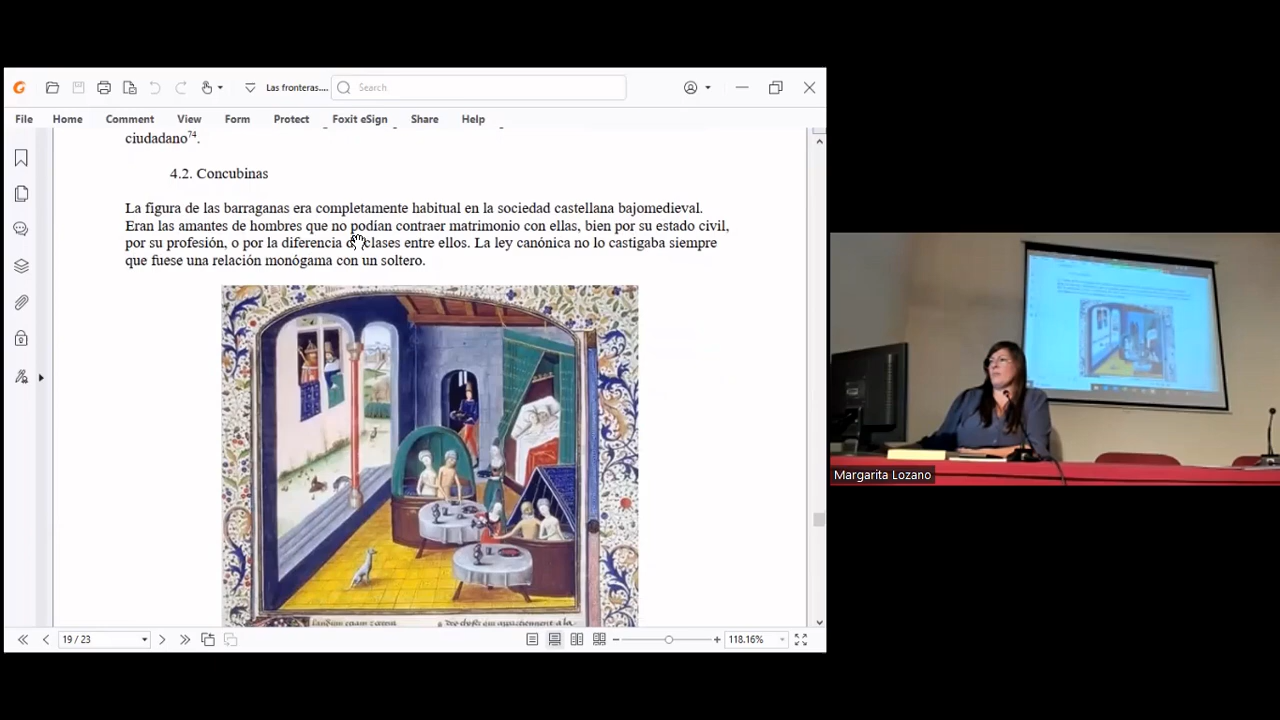 Las fronteras....
Search
File Home Comment View Form Protect Foxit eSign Share Help
ciudadano74.
4.2. Concubinas
La figura de las barraganas era completamente habitual en la sociedad castellana bajomedieval.
Eran las amantes de hombres que no podían contraer matrimonio con ellas, bien por su estado civil,
por su profesión, o por la diferencia clases entre ellos. La ley canónica no lo castigaba siempre
que fuese una relación monógama con un soltero.
19 / 23
118.16%
Margarita Lozano